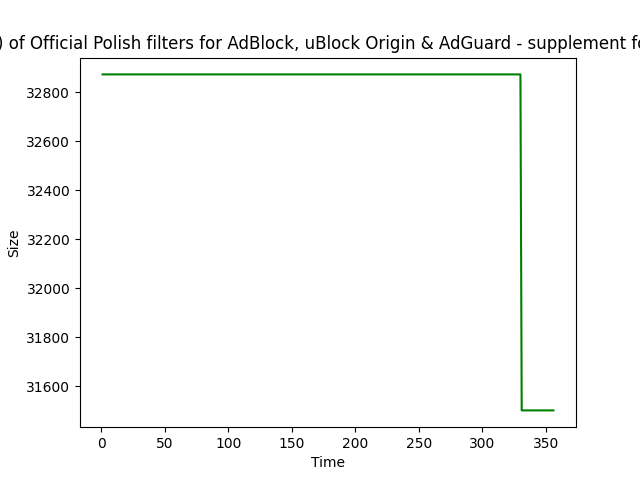 ) of Official Polish filters for AdBlock, uBlock Origin & AdGuard - supplement fo
32800
32600
32400
32200
32000
31800
31600
Size
0 50 100 150 200 250 300 350
Time